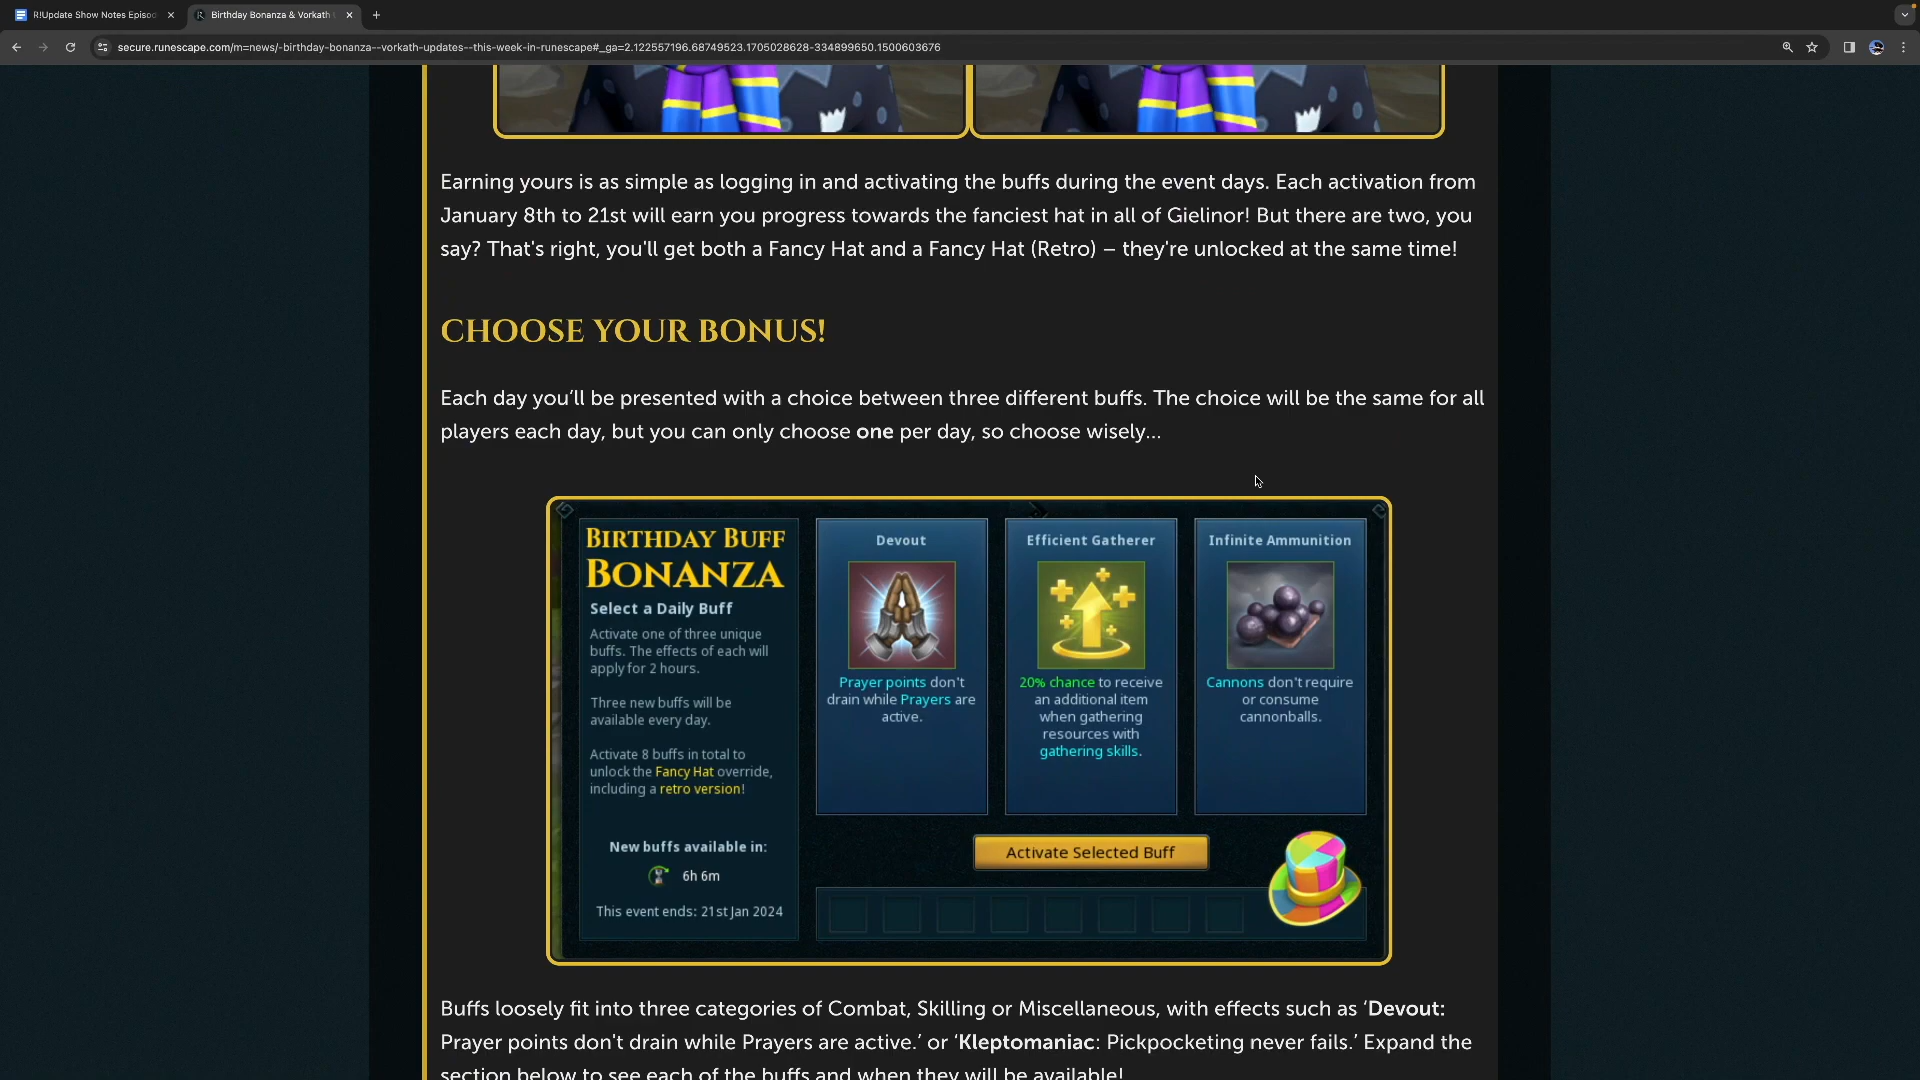 R!Update Show Notes Episod
Birthday Bonanza & Vorkath
secure.runescape.com/m=news/-birthday-bonanza--vorkath-updates--this-week-in-runescape#_ga=2.122557196.68749523.1705028628-334899650.1500603676
Earning yours is as simple as logging in and activating the buffs during the event days. Each activation from
January 8th to 21st will earn you progress towards the fanciest hat in all of Gielinor! But there are two, you
say? That's right, you'll get both a Fancy Hat and a Fancy Hat (Retro) – they're unlocked at the same time!
CHOOSE YOUR BONUS!
Each day you’ll be presented with a choice between three different buffs. The choice will be the same for all
players each day, but you can only choose one per day, so choose wisely...
BIRTHDAY BUFF
BONANZA
Select a Daily Buff
Activate one of three unique
buffs. The effects of each will
apply for 2 hours.
Three new buffs will be
available every day.
Activate 8 buffs in total to
unlock the Fancy Hat override,
including a retro version!
New buffs available in:
6h 6m
This event ends: 21st Jan 2024
Devout
Prayer points don't
drain while Prayers are
active.
Efficient Gatherer
20% chance to receive
an additional item
when gathering
resources with
gathering skills.
Infinite Ammunition
Cannons don't require
or consume
cannonballs.
Activate Selected Buff
Buffs loosely fit into three categories of Combat, Skilling or Miscellaneous, with effects such as ‘Devout:
Prayer points don't drain while Prayers are active.’ or ‘Kleptomaniac: Pickpocketing never fails.’ Expand the
section below to see each of the buffs and when they will be available!